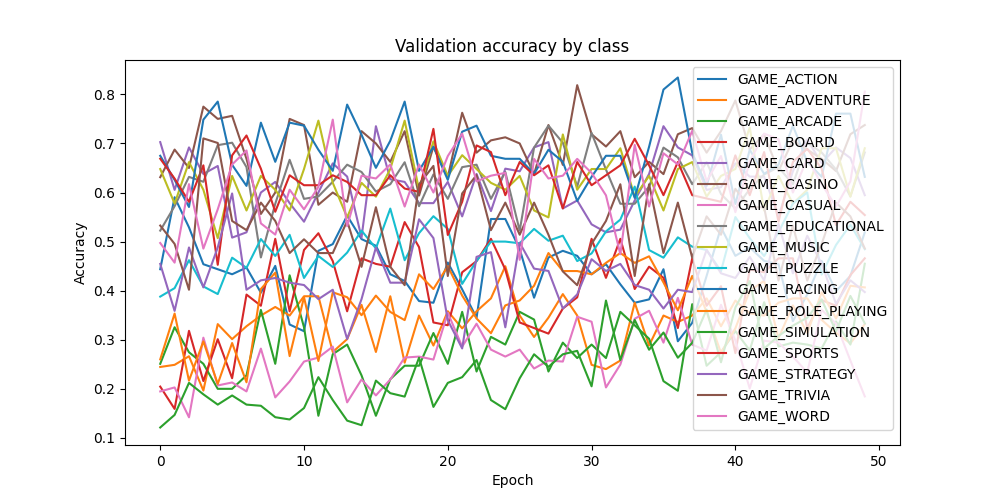 Validation accuracy by class
Accuracy
0.8
0.7
0.6
0.5
0.4
0.3
0.2
0.1
GAME_ACTION
GAME_ADVENTURE
GAME_ARCADE
GAME_BOARD
GAME_CARD
GAME_CASINO
GAME_CASUAL
GAME_EDUCATIONAL
GAME_MUSIC
GAME_PUZZLE
GAME_RACING
GAME_ROLE_PLAYING
GAME_SIMULATION
GAME_SPORTS
GAME_STRATEGY
GAME_TRIVIA
GAME_WORD
0 10 20 30 40 50
Epoch